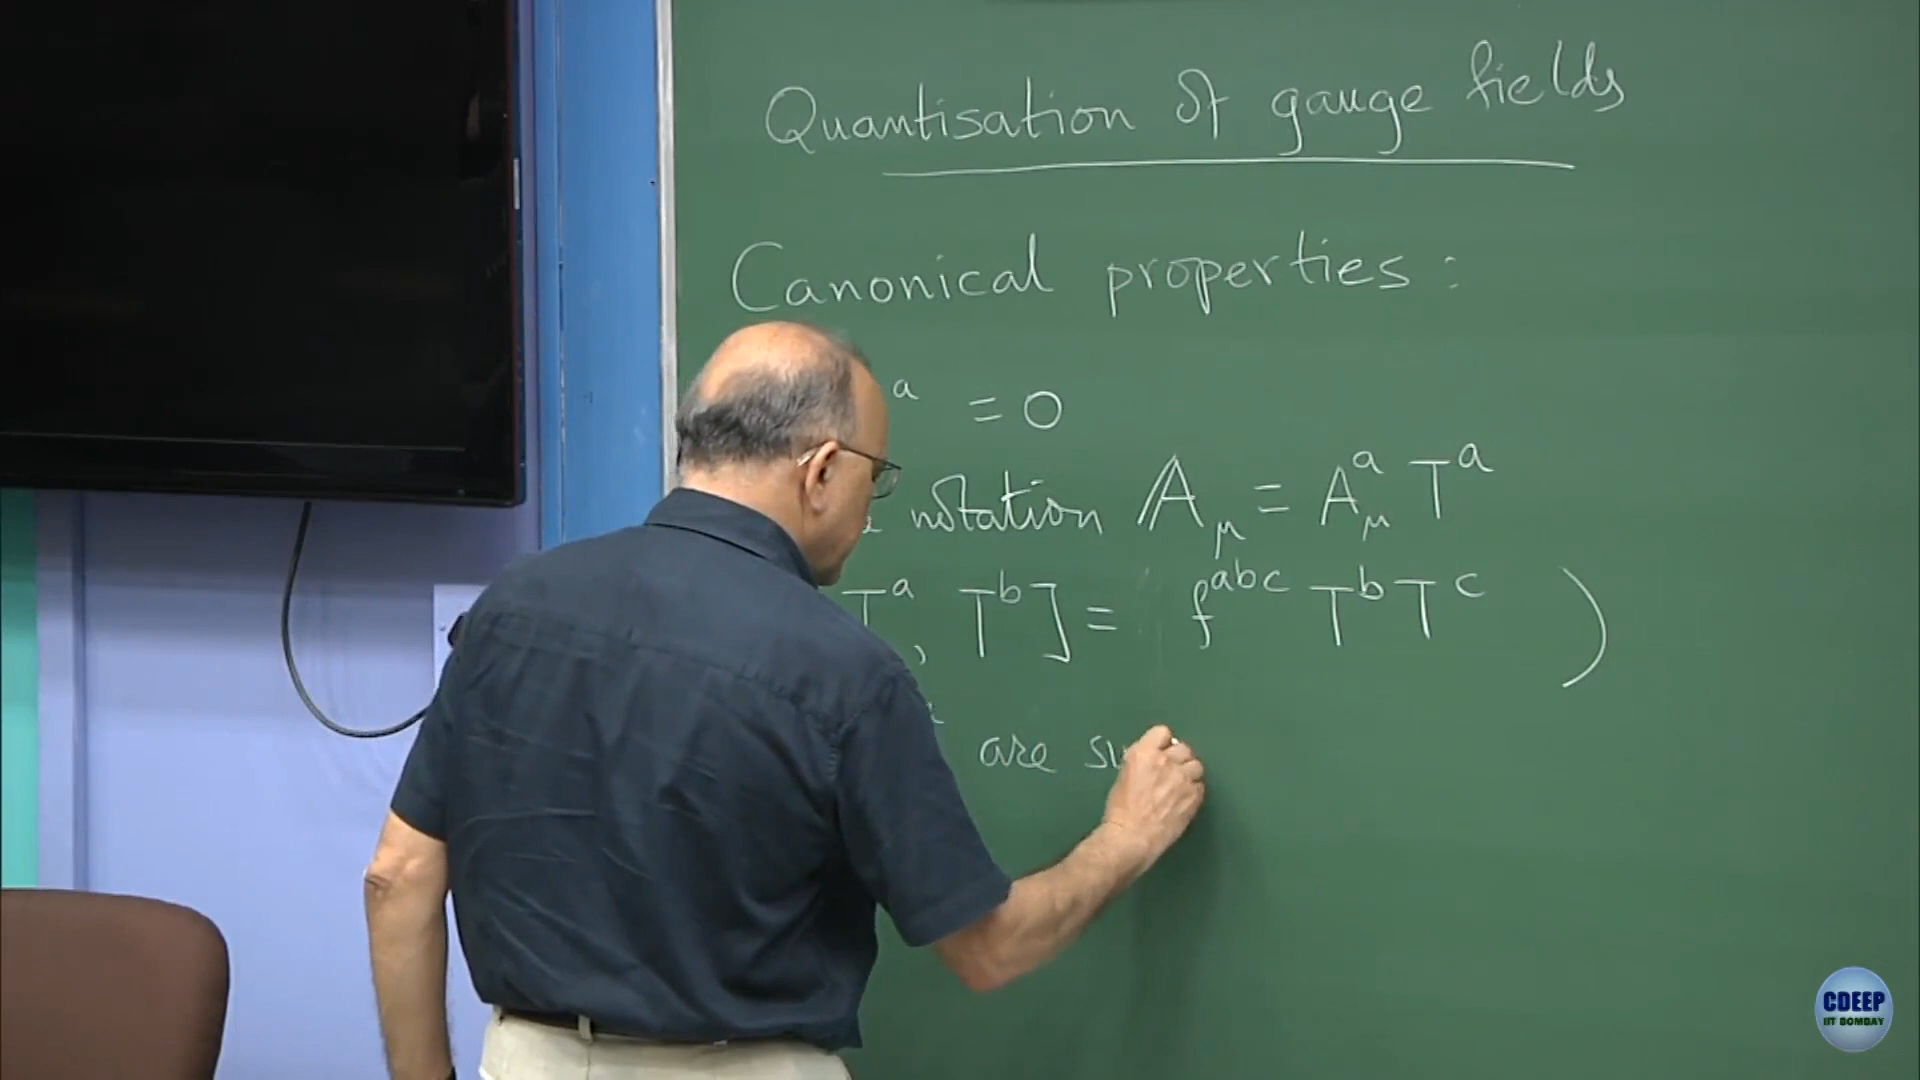 Quantisation of gauge fields
Canonical properties :
a = 0
notation A_μ = A_μ^a T^a
T^a , T^b ] = f^{abc} T^b T^c )
are su
CDEEP
IIT BOMBAY